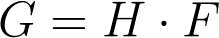 G = H · F